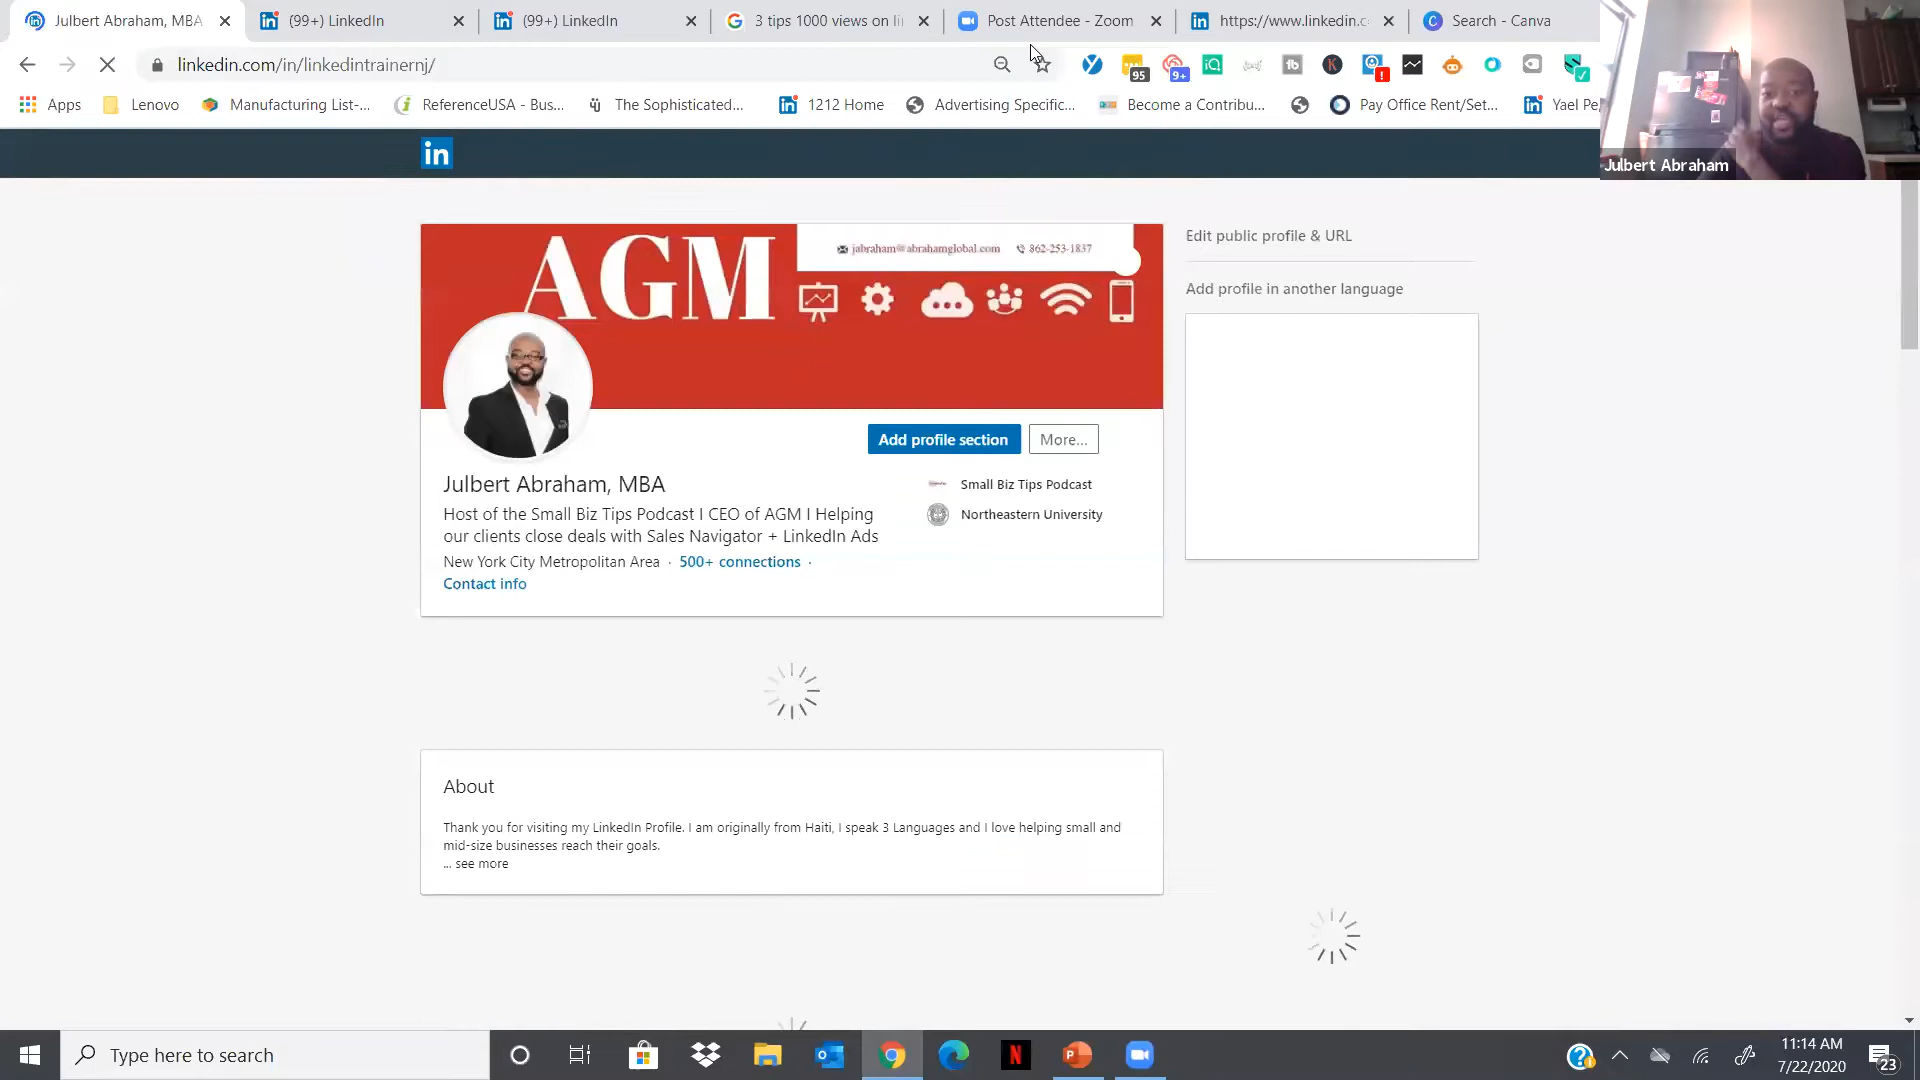 Julbert Abraham, MBA
(99+) LinkedIn
(99+) LinkedIn
3 tips 1000 views on li
Post Attendee - Zoom
https://www.linkedin.c
Search - Canva
linkedin.com/in/linkedintrainernj/
95
9+
Apps
Lenovo
Manufacturing List-...
ReferenceUSA - Bus...
The Sophisticated...
1212 Home
Advertising Specific...
Become a Contribu...
Pay Office Rent/Set...
Yael Pe
Julbert Abraham
in
AGM
jabraham@abrahamglobal.com 862-253-1837
Edit public profile & URL
Add profile in another language
Add profile section
More...
Julbert Abraham, MBA
Host of the Small Biz Tips Podcast I CEO of AGM I Helping
our clients close deals with Sales Navigator + LinkedIn Ads
New York City Metropolitan Area · 500+ connections ·
Contact info
Small Biz Tips Podcast
Northeastern University
About
Thank you for visiting my LinkedIn Profile. I am originally from Haiti, I speak 3 Languages and I love helping small and
mid-size businesses reach their goals.
... see more
Type here to search
11:14 AM
7/22/2020
23